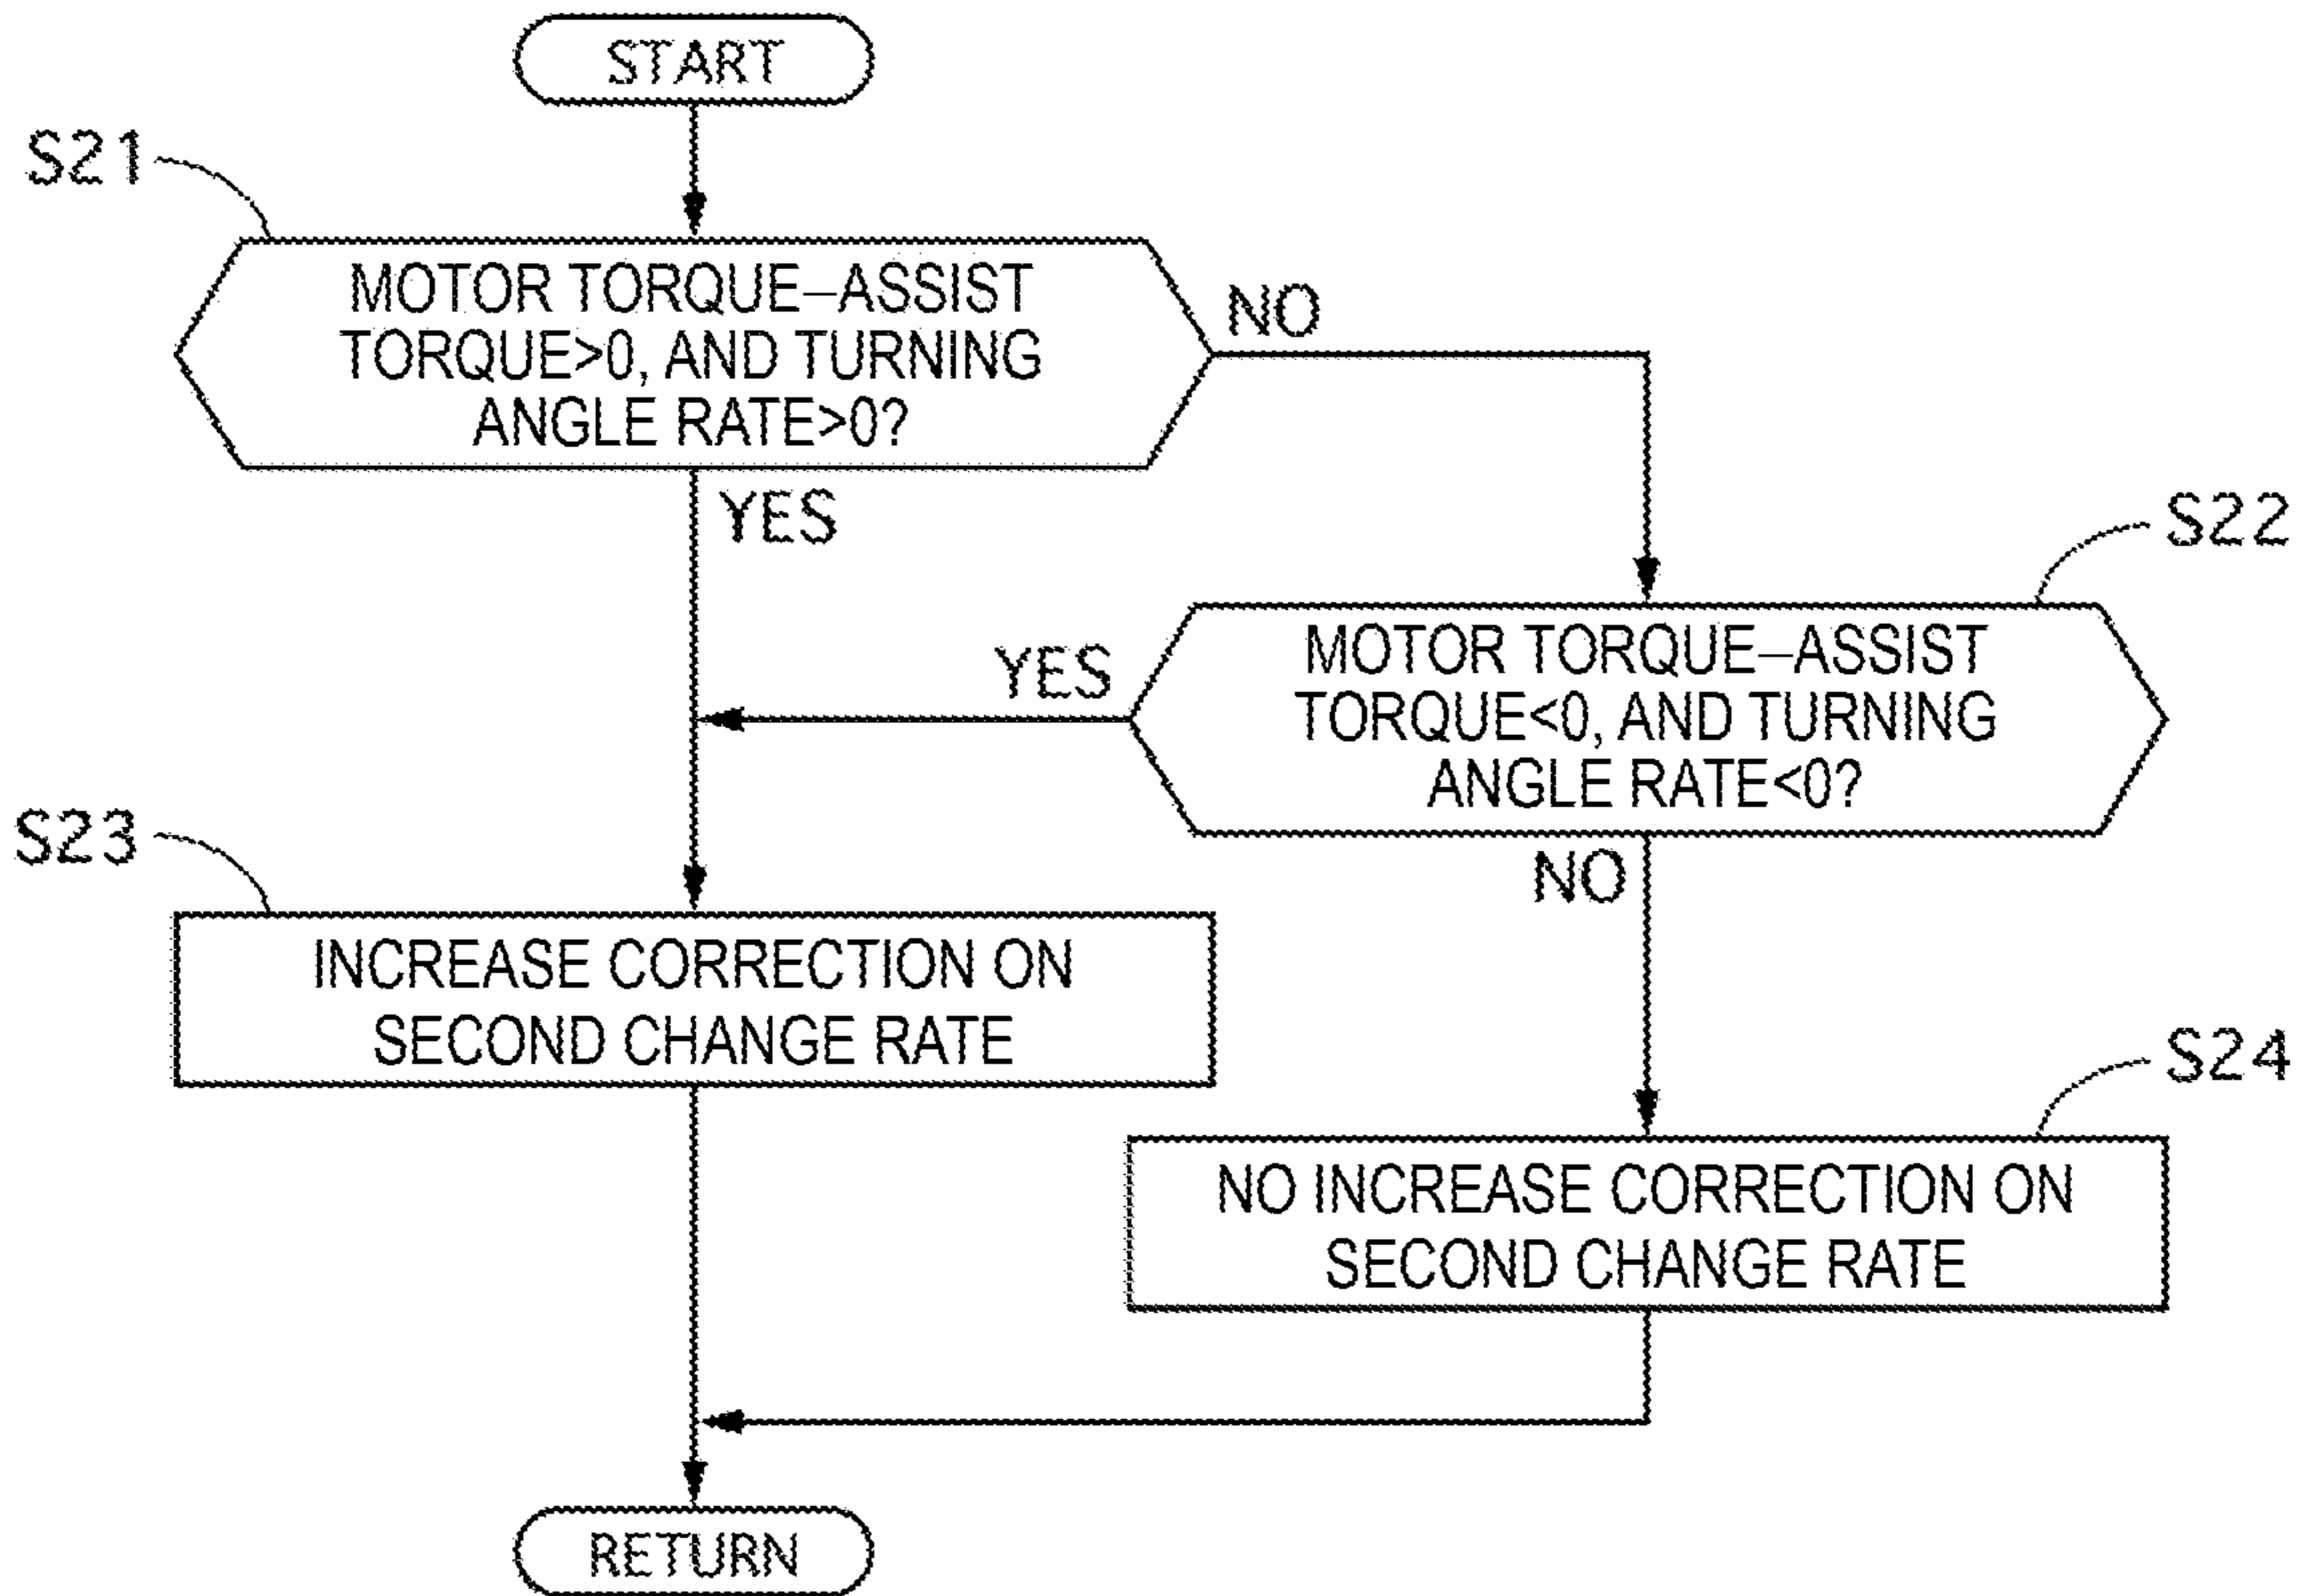 START
S21
MOTOR TORQUE–ASSIST
TORQUE>0, AND TURNING
ANGLE RATE>0?
NO
YES
S22
MOTOR TORQUE–ASSIST
TORQUE<0, AND TURNING
ANGLE RATE<0?
YES
NO
S23
INCREASE CORRECTION ON
SECOND CHANGE RATE
S24
NO INCREASE CORRECTION ON
SECOND CHANGE RATE
RETURN